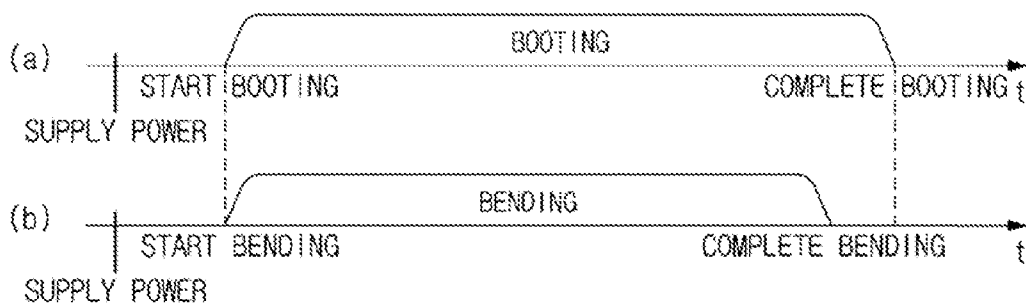 (a)
BOOTING
START BOOTING
COMPLETE BOOTING
t
SUPPLY POWER
(b)
BENDING
START BENDING
COMPLETE BENDING
t
SUPPLY POWER